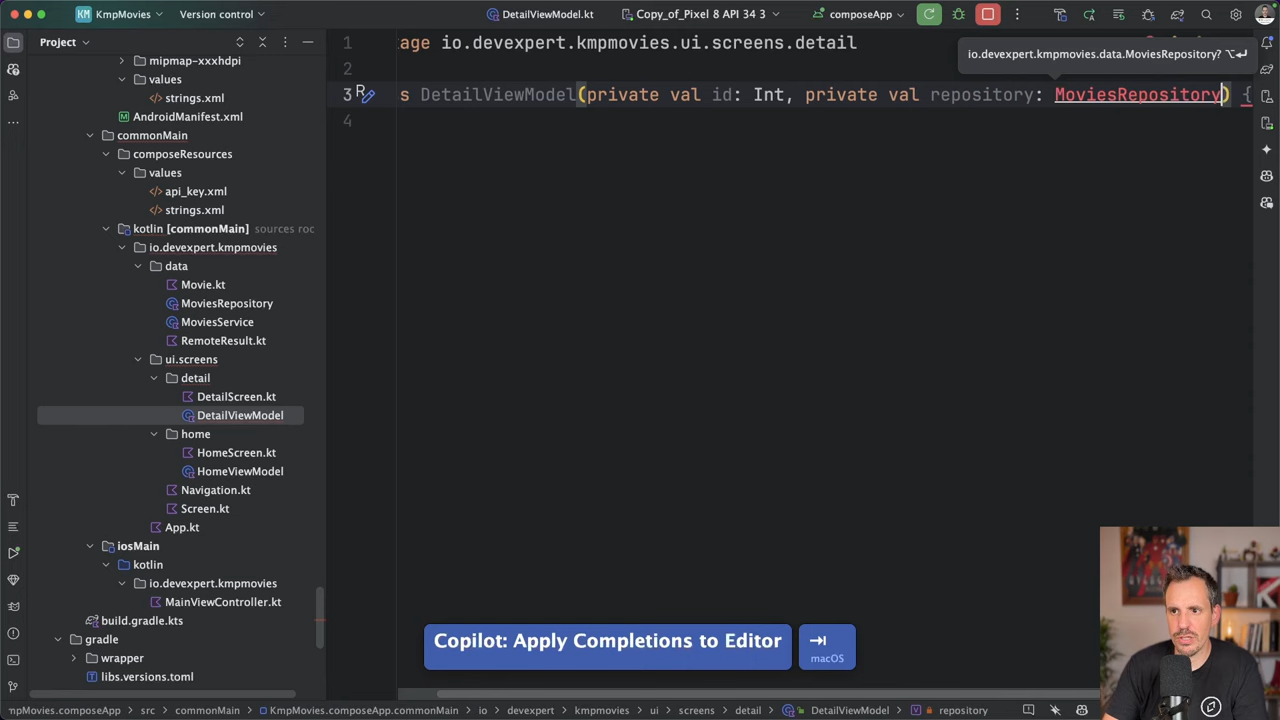 KM KmpMovies
Version control
DetailViewModel.kt
Copy_of_Pixel 8 API 34 3
composeApp
Project
mipmap-xxxhdpi
values
strings.xml
AndroidManifest.xml
commonMain
composeResources
values
api_key.xml
strings.xml
kotlin [commonMain] sources roc
io.devexpert.kmpmovies
data
Movie.kt
MoviesRepository
MoviesService
RemoteResult.kt
ui.screens
detail
DetailScreen.kt
DetailViewModel
home
HomeScreen.kt
HomeViewModel
Navigation.kt
Screen.kt
App.kt
iosMain
kotlin
io.devexpert.kmpmovies
MainViewController.kt
build.gradle.kts
gradle
wrapper
libs.versions.toml
1 age io.devexpert.kmpmovies.ui.screens.detail
io.devexpert.kmpmovies.data.MoviesRepository? ⌥↵
2
3 s DetailViewModel(private val id: Int, private val repository: MoviesRepository) {
4
Copilot: Apply Completions to Editor
⇥
macOS
mpMovies.composeApp › src › commonMain › KmpMovies.composeApp.commonMain › io › devexpert › kmpmovies › ui › screens › detail › DetailViewModel › repository